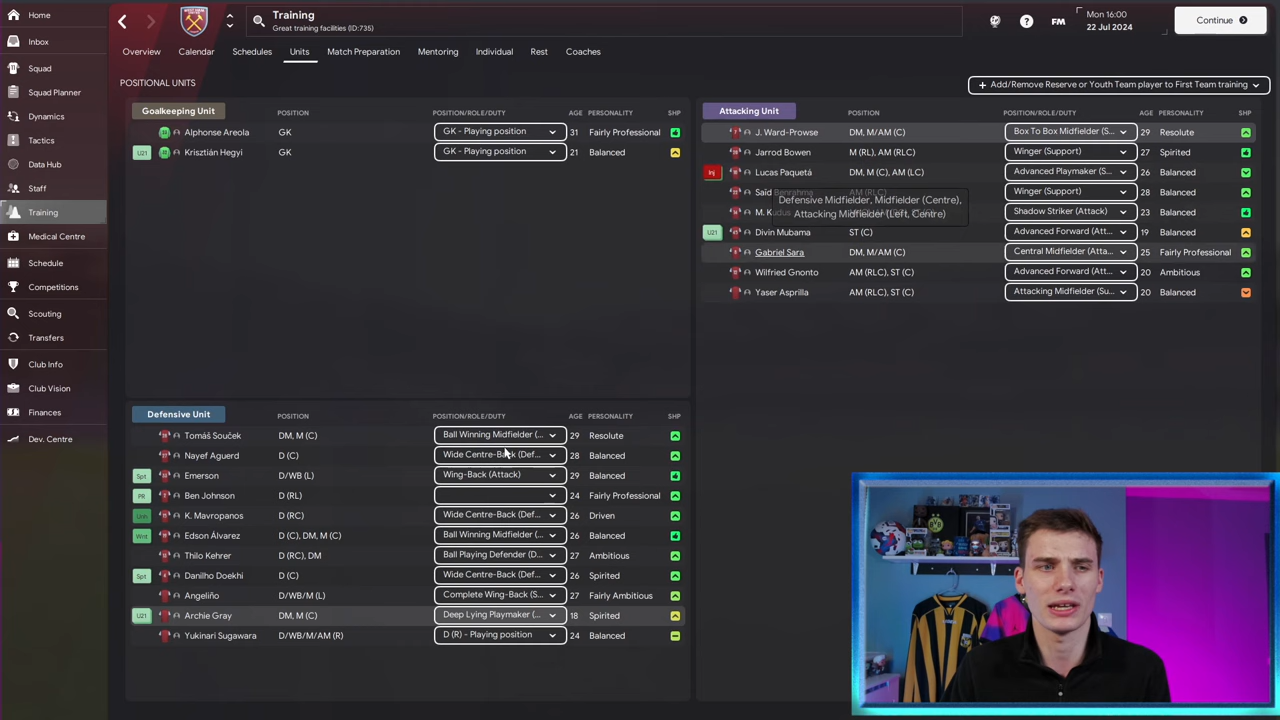 Home
Inbox
Squad
Squad Planner
Dynamics
Tactics
Data Hub
Staff
Training
Medical Centre
Schedule
Competitions
Scouting
Transfers
Club Info
Club Vision
Finances
Dev. Centre
Training
Great training facilities (ID:735)
FM
Mon 16:00
22 Jul 2024
Continue
Overview Calendar Schedules Units Match Preparation Mentoring Individual Rest Coaches
POSITIONAL UNITS
Add/Remove Reserve or Youth Team player to First Team training
Goalkeeping Unit POSITION POSITION/ROLE/DUTY AGE PERSONALITY SHP
Alphonse Areola GK GK - Playing position 31 Fairly Professional
U21 Krisztián Hegyi GK GK - Playing position 21 Balanced
Attacking Unit POSITION POSITION/ROLE/DUTY AGE PERSONALITY SHP
J. Ward-Prowse DM, M/AM (C) Box To Box Midfielder (S... 29 Resolute
Jarrod Bowen M (RL), AM (RLC) Winger (Support) 27 Spirited
Inj Lucas Paquetá DM, M (C), AM (LC) Advanced Playmaker (S... 26 Balanced
Saïd Benrahma AM (RLC) Winger (Support) 28 Balanced
Defensive Midfielder, Midfielder (Centre),
Attacking Midfielder (Left, Centre)
M. Kudus Shadow Striker (Attack) 23 Balanced
U21 Divin Mubama ST (C) Advanced Forward (Att... 19 Balanced
Gabriel Sara DM, M/AM (C) Central Midfielder (Atta... 25 Fairly Professional
Wilfried Gnonto AM (RLC), ST (C) Advanced Forward (Att... 20 Ambitious
Yaser Asprilla AM (RLC), ST (C) Attacking Midfielder (Su... 20 Balanced
Defensive Unit POSITION POSITION/ROLE/DUTY AGE PERSONALITY SHP
Tomáš Souček DM, M (C) Ball Winning Midfielder (... 29 Resolute
Nayef Aguerd D (C) Wide Centre-Back (Def... 28 Balanced
Spt Emerson D/WB (L) Wing-Back (Attack) 29 Balanced
PR Ben Johnson D (RL) 24 Fairly Professional
K. Mavropanos D (RC) Wide Centre-Back (Def... 26 Driven
Wnt Edson Álvarez D (C), DM, M (C) Ball Winning Midfielder (... 26 Balanced
Thilo Kehrer D (RC), DM Ball Playing Defender (D... 27 Ambitious
Spt Danilho Doekhi D (C) Wide Centre-Back (Def... 26 Spirited
Angeliño D/WB/M (L) Complete Wing-Back (S... 27 Fairly Ambitious
U21 Archie Gray DM, M (C) Deep Lying Playmaker (... 18 Spirited
Yukinari Sugawara D/WB/M/AM (R) D (R) - Playing position 24 Balanced